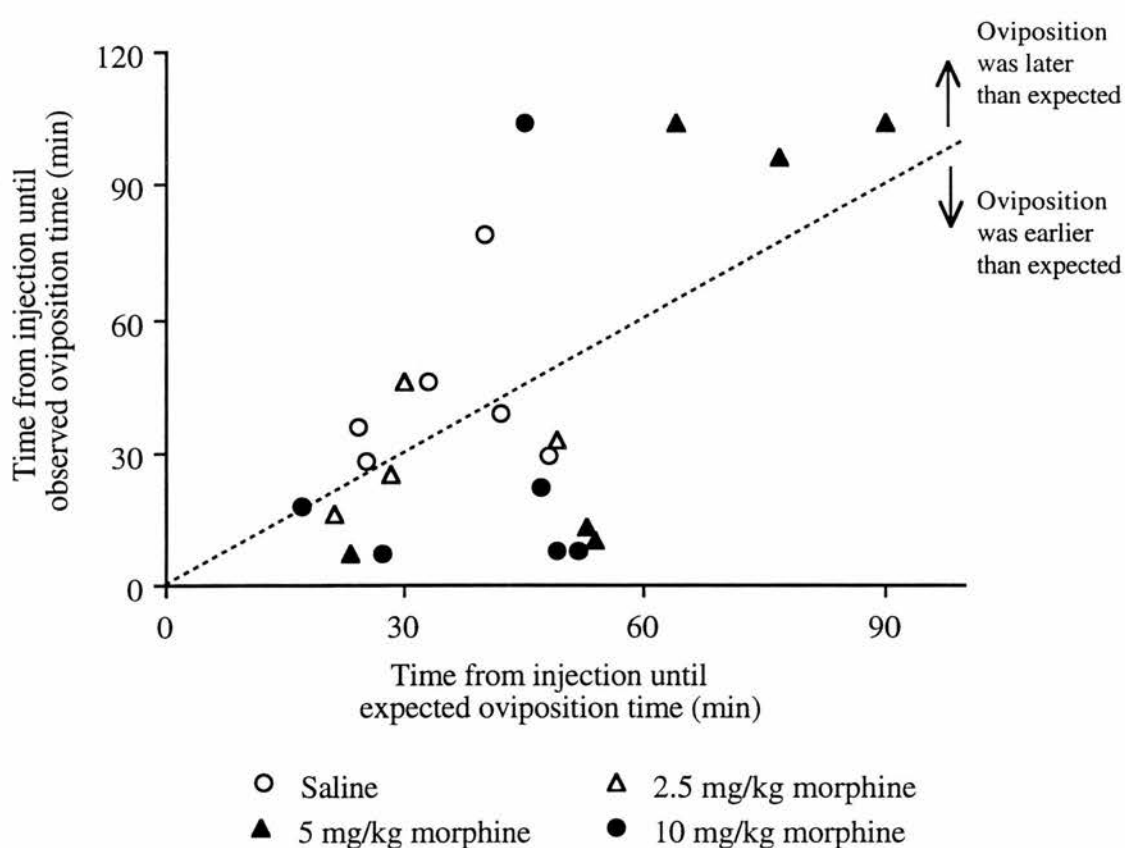 Oviposition
was later
than expected
120
90
60
30
0
Time from injection until
observed oviposition time (min)
Oviposition
was earlier
than expected
0
30
60
90
Time from injection until
expected oviposition time (min)
Saline
2.5 mg/kg morphine
5 mg/kg morphine
10 mg/kg morphine